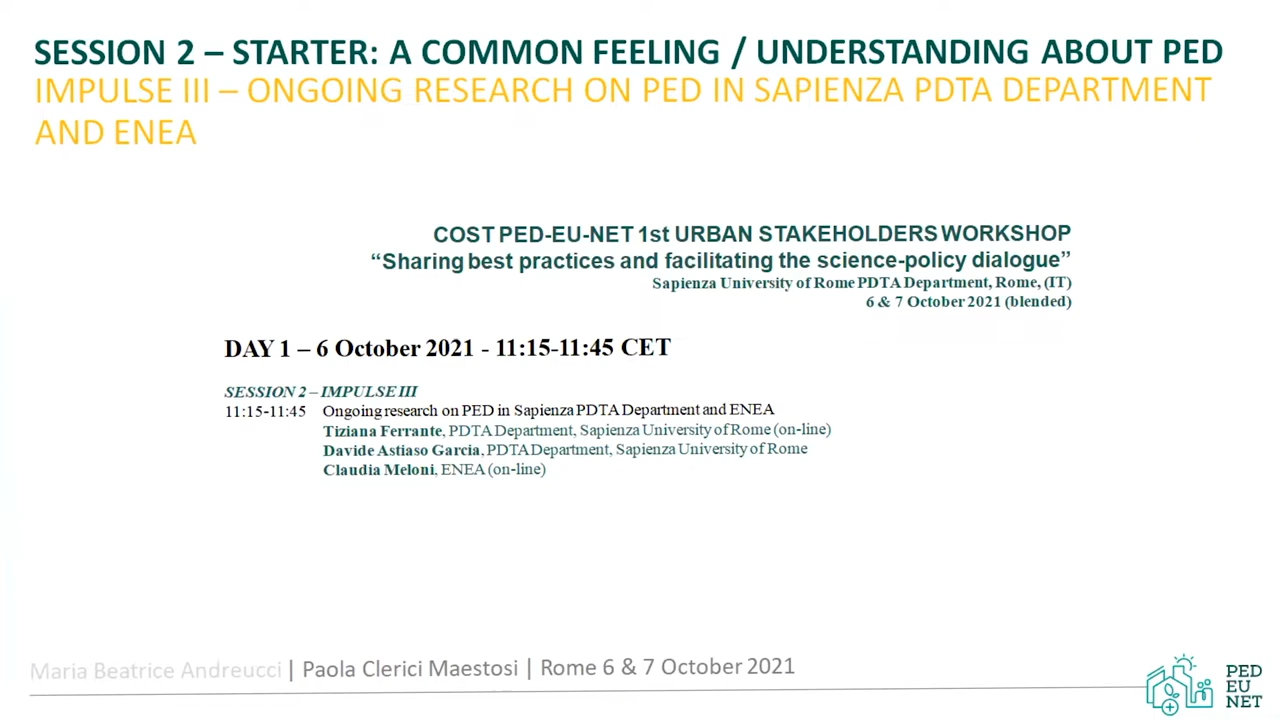 SESSION 2 – STARTER: A COMMON FEELING / UNDERSTANDING ABOUT PED
IMPULSE III – ONGOING RESEARCH ON PED IN SAPIENZA PDTA DEPARTMENT
AND ENEA
COST PED-EU-NET 1st URBAN STAKEHOLDERS WORKSHOP
“Sharing best practices and facilitating the science-policy dialogue”
Sapienza University of Rome PDTA Department, Rome, (IT)
6 & 7 October 2021 (blended)
DAY 1 – 6 October 2021 - 11:15-11:45 CET
SESSION 2 – IMPULSE III
11:15-11:45 Ongoing research on PED in Sapienza PDTA Department and ENEA
Tiziana Ferrante, PDTA Department, Sapienza University of Rome (on-line)
Davide Astiaso Garcia, PDTA Department, Sapienza University of Rome
Claudia Meloni, ENEA (on-line)
Maria Beatrice Andreucci | Paola Clerici Maestosi | Rome 6 & 7 October 2021
PED
EU
NET